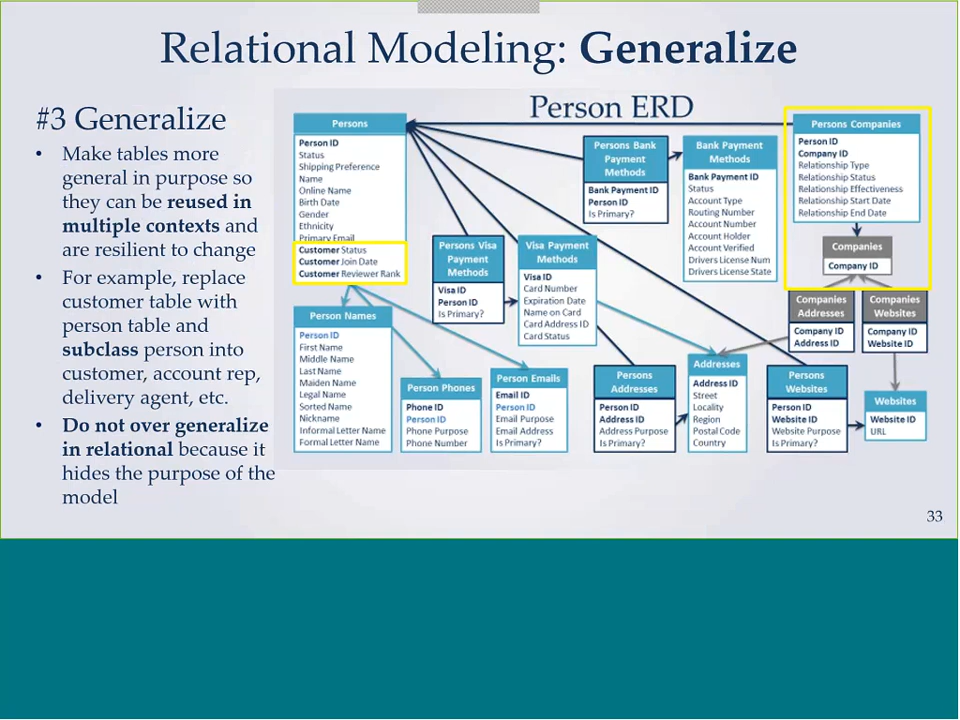 Relational Modeling: Generalize
#3 Generalize
• Make tables more
general in purpose so
they can be reused in
multiple contexts and
are resilient to change
• For example, replace
customer table with
person table and
subclass person into
customer, account rep,
delivery agent, etc.
• Do not over generalize
in relational because it
hides the purpose of the
model
Person ERD
Persons
Person ID
Status
Shipping Preference
Name
Online Name
Birth Date
Gender
Ethnicity
Primary Email
Customer Status
Customer Join Date
Customer Reviewer Rank
Persons Bank
Payment
Methods
Bank Payment ID
Person ID
Is Primary?
Bank Payment
Methods
Bank Payment ID
Status
Account Type
Routing Number
Account Number
Account Holder
Account Verified
Drivers License Num
Drivers License State
Persons Companies
Person ID
Company ID
Relationship Type
Relationship Status
Relationship Effectiveness
Relationship Start Date
Relationship End Date
Companies
Company ID
Persons Visa
Payment
Methods
Visa ID
Person ID
Is Primary?
Visa Payment
Methods
Visa ID
Card Number
Expiration Date
Name on Card
Card Address ID
Card Status
Companies
Addresses
Company ID
Address ID
Companies
Websites
Company ID
Website ID
Person Names
Person ID
First Name
Middle Name
Last Name
Maiden Name
Legal Name
Sorted Name
Nickname
Informal Letter Name
Formal Letter Name
Person Phones
Phone ID
Person ID
Phone Purpose
Phone Number
Person Emails
Email ID
Person ID
Email Purpose
Email Address
Is Primary?
Persons
Addresses
Person ID
Address ID
Address Purpose
Is Primary?
Addresses
Address ID
Street
Locality
Region
Postal Code
Country
Persons
Websites
Person ID
Website ID
Website Purpose
Is Primary?
Websites
Website ID
URL
33